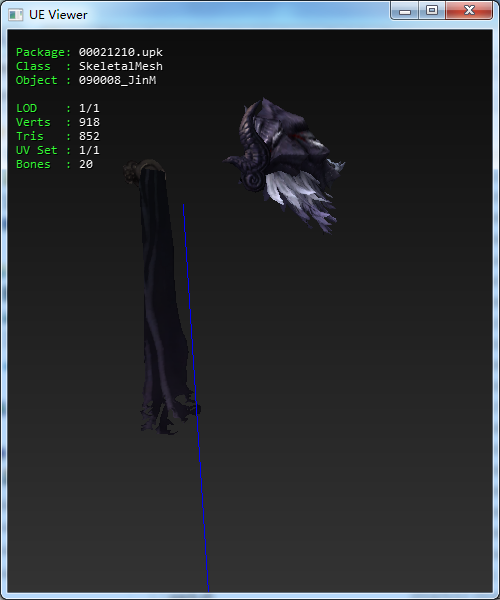 UE Viewer
Package: 00021210.upk
Class : SkeletalMesh
Object : 090008_JinM
LOD : 1/1
Verts : 918
Tris : 852
UV Set : 1/1
Bones : 20